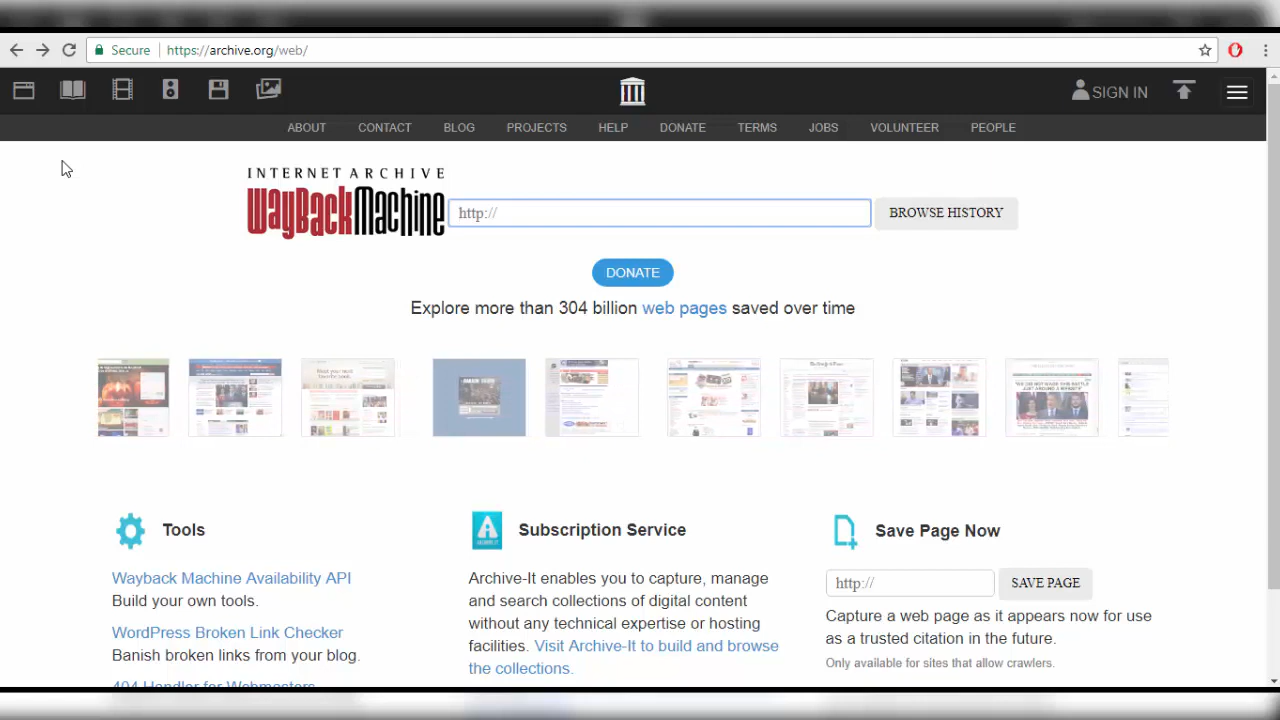 Secure
https://archive.org/web/
SIGN IN
ABOUT
CONTACT
BLOG
PROJECTS
HELP
DONATE
TERMS
JOBS
VOLUNTEER
PEOPLE
INTERNET ARCHIVE
WayBackMachine
http://
BROWSE HISTORY
DONATE
Explore more than 304 billion web pages saved over time
Tools
Wayback Machine Availability API
Build your own tools.
WordPress Broken Link Checker
Banish broken links from your blog.
404 Handler for Webmasters
Subscription Service
Archive-It enables you to capture, manage
and search collections of digital content
without any technical expertise or hosting
facilities. Visit Archive-It to build and browse
the collections.
Save Page Now
http://
SAVE PAGE
Capture a web page as it appears now for use
as a trusted citation in the future.
Only available for sites that allow crawlers.